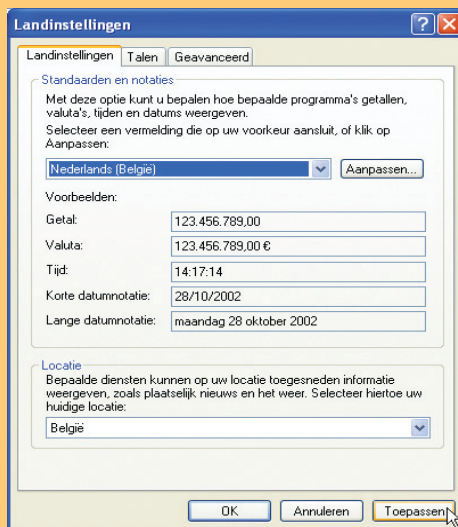 Landinstellingen
Landinstellingen Talen Geavanceerd
Standaarden en notaties
Met deze optie kunt u bepalen hoe bepaalde programma's getallen,
valuta's, tijden en datums weergeven.
Selecteer een vermelding die op uw voorkeur aansluit, of klik op
Aanpassen:
Nederlands (België) Aanpassen...
Voorbeelden:
Getal: 123.456.789,00
Valuta: 123.456.789,00 €
Tijd: 14:17:14
Korte datumnotatie: 28/10/2002
Lange datumnotatie: maandag 28 oktober 2002
Locatie
Bepaalde diensten kunnen op uw locatie toegesneden informatie
weergeven, zoals plaatselijk nieuws en het weer. Selecteer hiertoe uw
huidige locatie:
België
OK Annuleren Toepassen